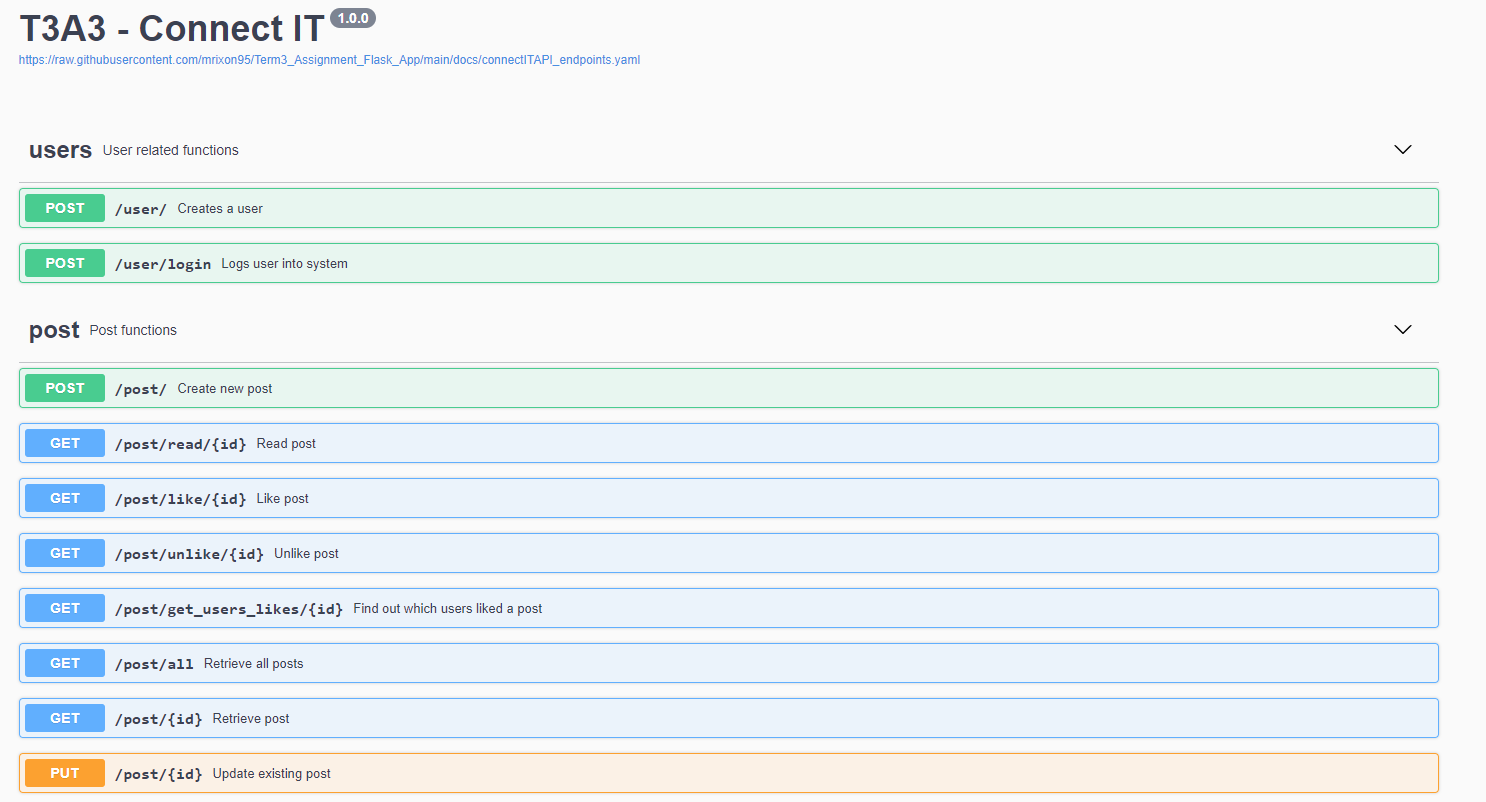 T3A3 - Connect IT 1.0.0
https://raw.githubusercontent.com/mrixon95/Term3_Assignment_Flask_App/main/docs/connectITAPI_endpoints.yaml
users User related functions
POST /user/ Creates a user
POST /user/login Logs user into system
post Post functions
POST /post/ Create new post
GET /post/read/{id} Read post
GET /post/like/{id} Like post
GET /post/unlike/{id} Unlike post
GET /post/get_users_likes/{id} Find out which users liked a post
GET /post/all Retrieve all posts
GET /post/{id} Retrieve post
PUT /post/{id} Update existing post